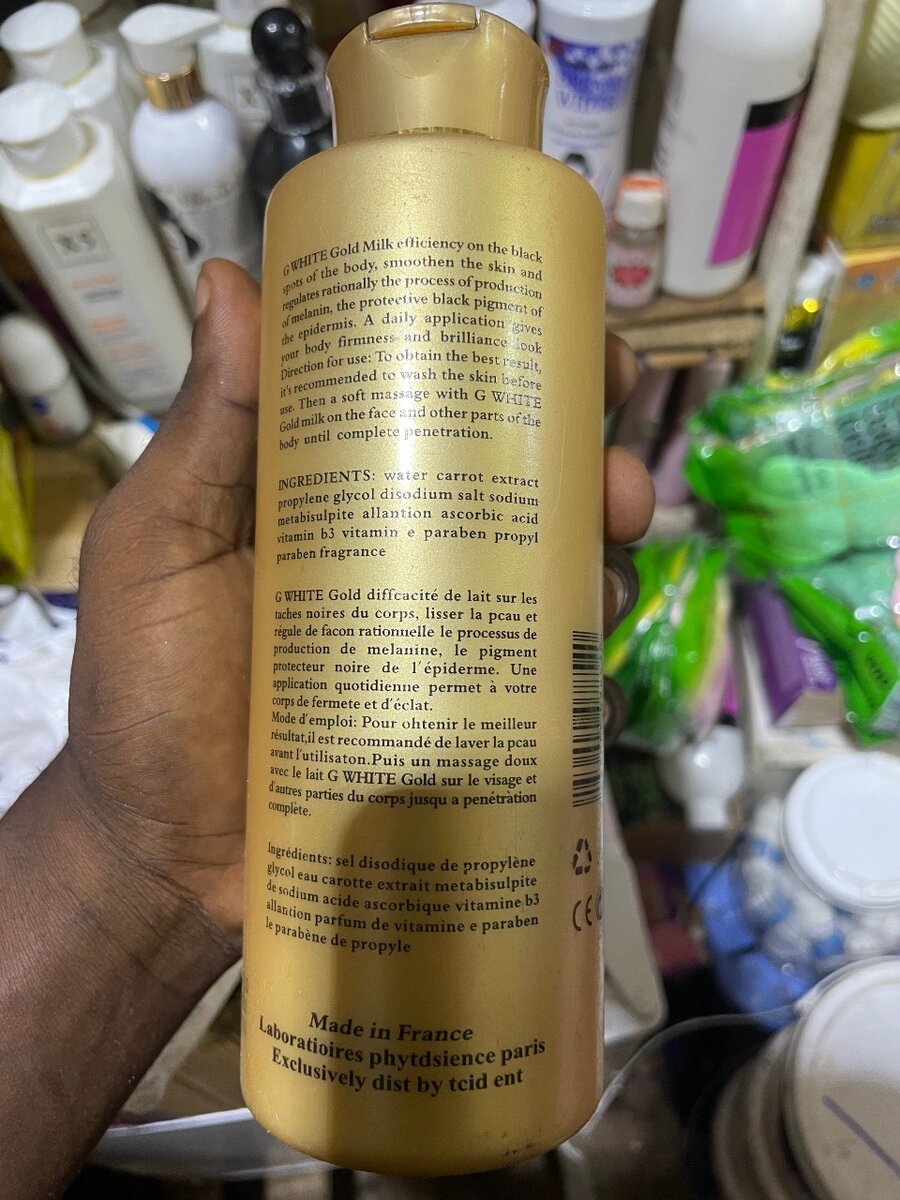 G WHITE Gold Milk efficiency on the black
spots of the body, smoothen the skin and
regulates rationally the process of production
of melanin, the protective black pigment of
the epidermis. A daily application gives
your body firmness and brilliance look
Direction for use: To obtain the best result,
it's recommended to wash the skin before
use. Then a soft massage with G WHITE
Gold milk on the face and other parts of the
body until complete penetration.
INGREDIENTS: water carrot extract
propylene glycol disodium salt sodium
metabisulpite allantion ascorbic acid
vitamin b3 vitamin e paraben propyl
paraben fragrance
G WHITE Gold diffcacité de lait sur les
taches noires du corps, lisser la pcau et
régule de facon rationnelle le processus de
production de melanine, le pigment
protecteur noire de l'épiderme. Une
application quotidienne permet à votre
corps de fermete et d'éclat.
Mode d'emploi: Pour ohtenir le meilleur
résultat,il est recommandé de laver la pcau
avant l'utilisaton.Puis un massage doux
avec le lait G WHITE Gold sur le visage et
d'autres parties du corps jusqu a penétration
complète.
Ingrédients: sel disodique de propylène
glycol eau carotte extrait metabisulpite
de sodium acide ascorbique vitamine b3
allantion parfum de vitamine e paraben
le parabène de propyle
CE
Made in France
Laboratioires phytdsience paris
Exclusively dist by tcid ent